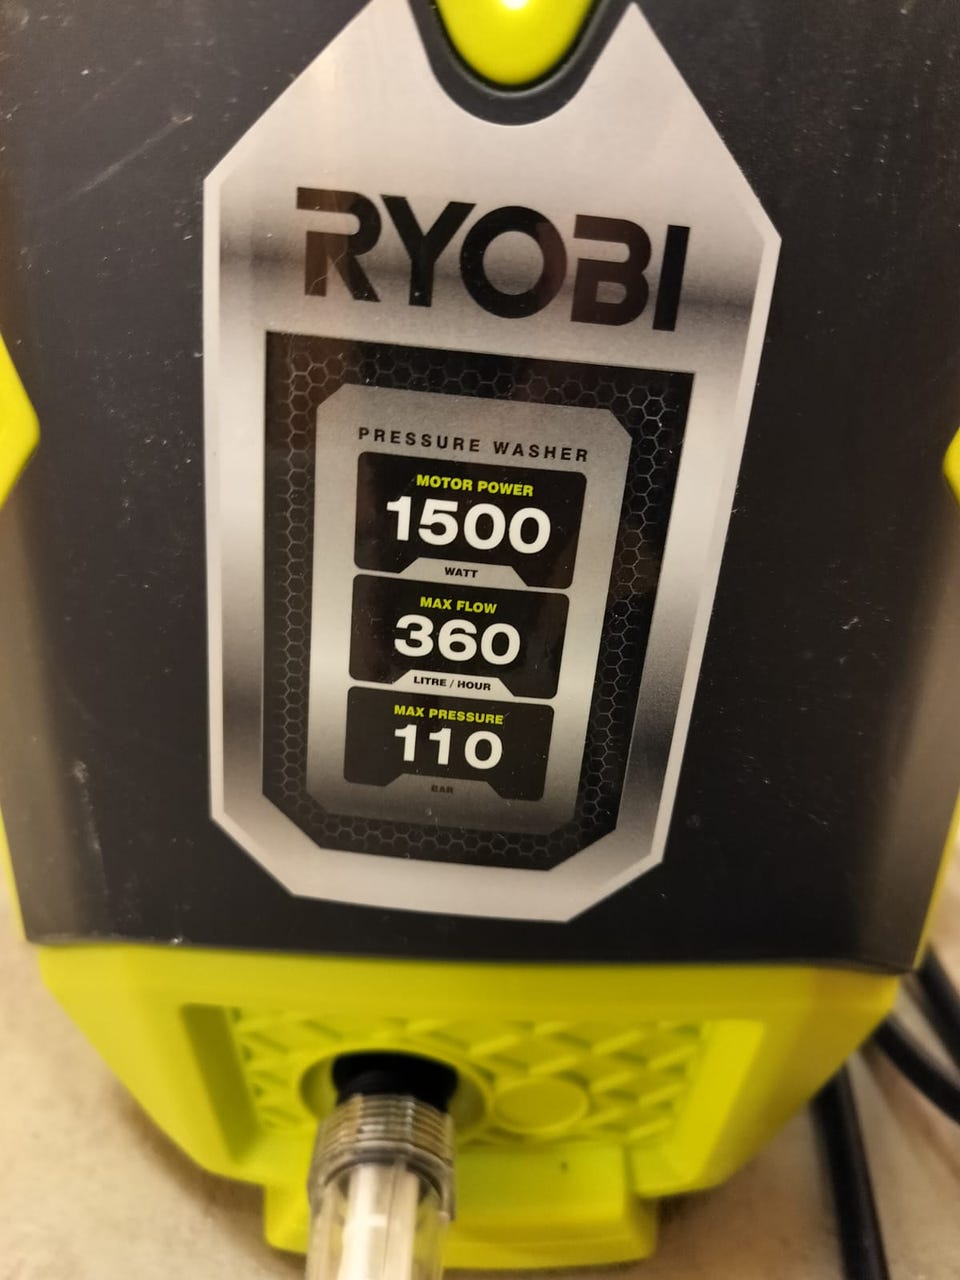 RYOBI
PRESSURE WASHER
MOTOR POWER
1500
WATT
MAX FLOW
360
LITRE / HOUR
MAX PRESSURE
110
BAR